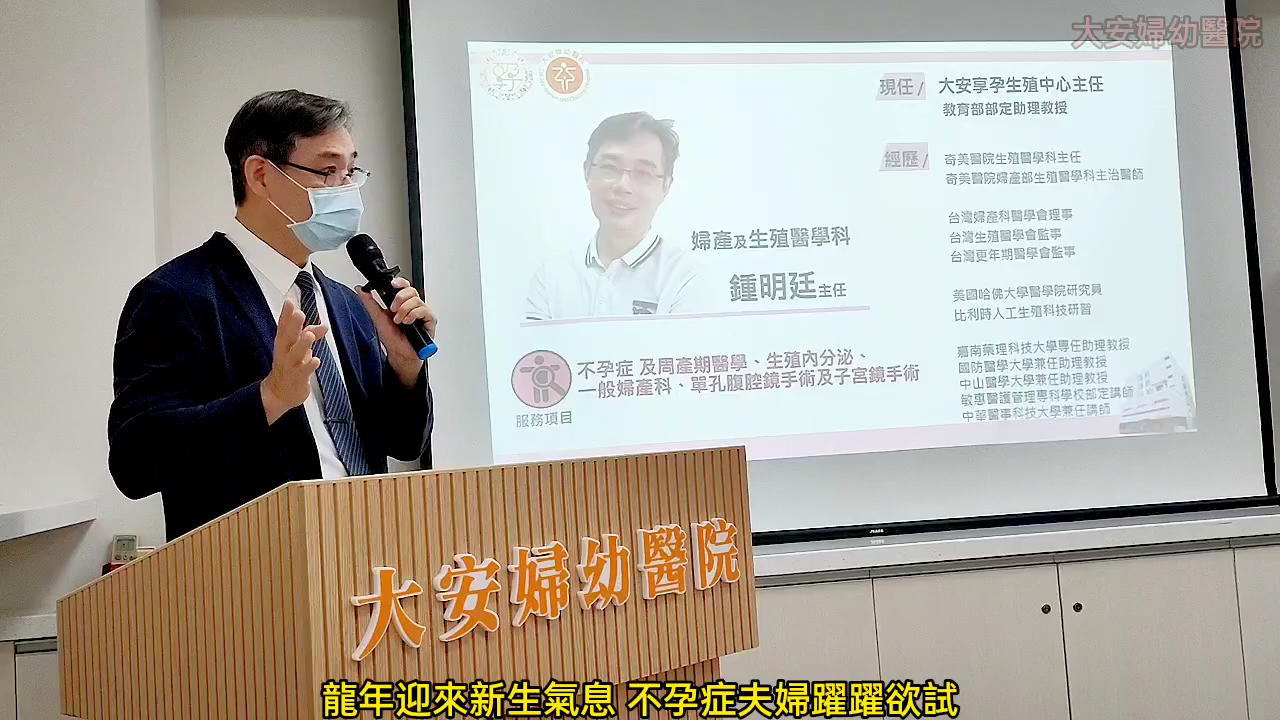 大安婦幼醫院
現任/
大安享孕生殖中心主任
教育部部定助理教授
經歷/
奇美醫院生殖醫學科主任
奇美醫院婦產部生殖醫學科主治醫師
台灣婦產科醫學會理事
台灣生殖醫學會監事
台灣更年期醫學會監事
美國哈佛大學醫學院研究員
比利時人工生殖科技研習
嘉南藥理科技大學專任助理教授
國防醫學大學兼任助理教授
中山醫學大學兼任助理教授
敏惠醫護管理專科學校部定講師
中華醫事科技大學兼任講師
婦產及生殖醫學科
鍾明廷主任
不孕症 及周產期醫學、生殖內分泌、
一般婦產科、單孔腹腔鏡手術及子宮鏡手術
服務項目
大安婦幼醫院
龍年迎來新生氣息 不孕症夫婦躍躍欲試